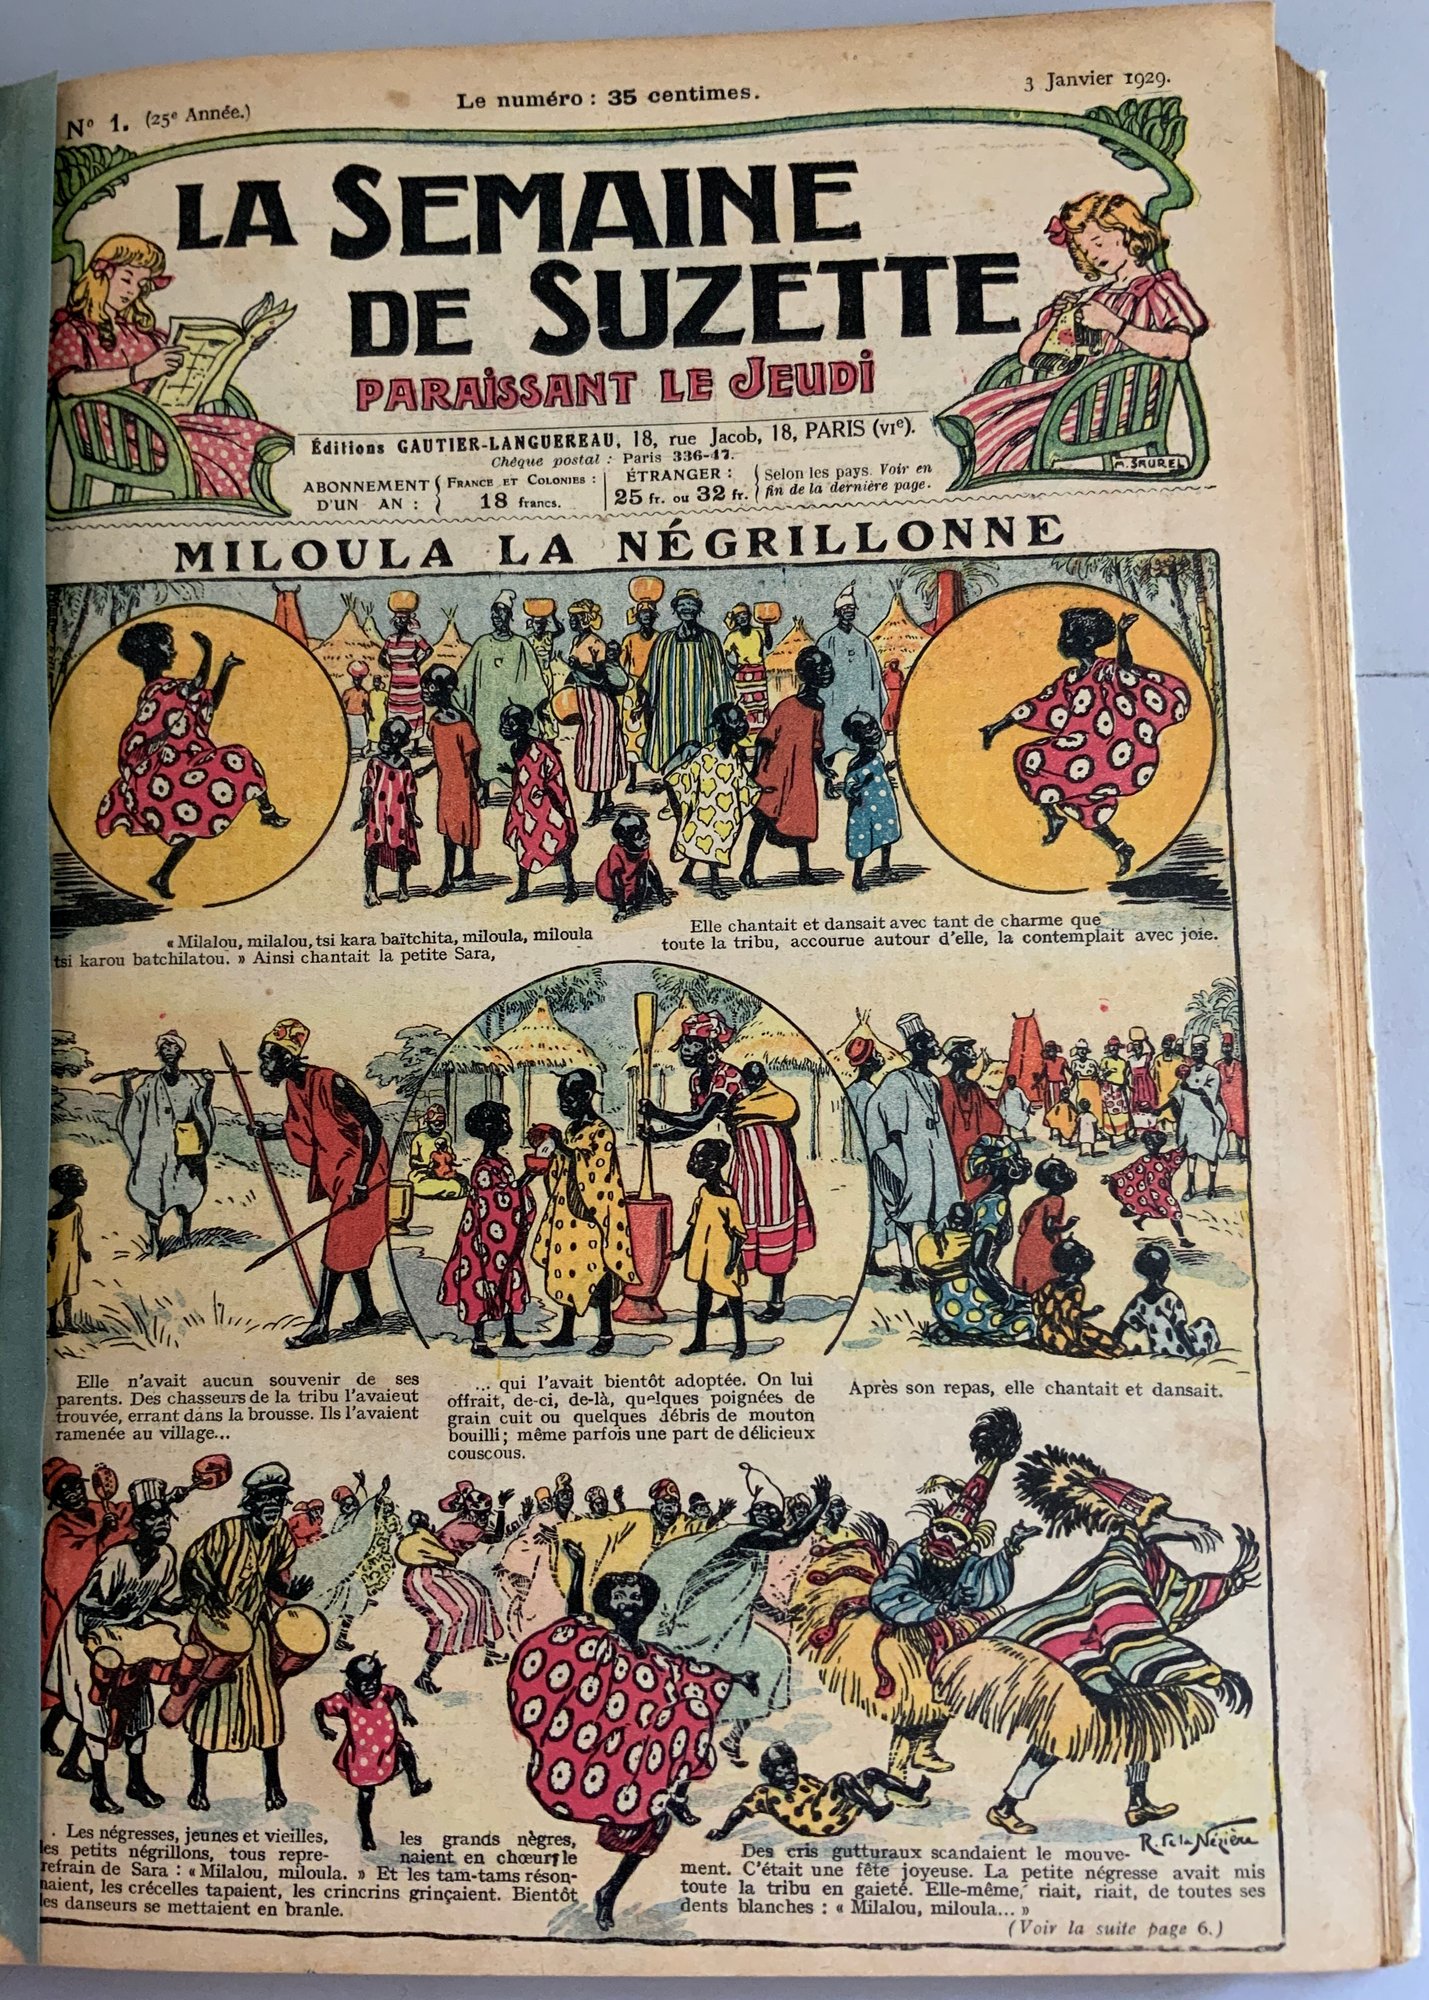 Nº 1. (25e Année.)
Le numéro : 35 centimes.
3 Janvier 1929.
LA SEMAINE
DE SUZETTE
PARAISSANT LE JEUDI
Éditions GAUTIER-LANGUEREAU, 18, rue Jacob, 18, PARIS (VIe).
Chèque postal : Paris 336-47.
ABONNEMENT D'UN AN : { FRANCE ET COLONIES : 18 francs.
ÉTRANGER : 25 fr. ou 32 fr. { Selon les pays. Voir en fin de la dernière page.
M. SAUREL
MILOULA LA NÉGRILLONNE
« Milalou, milalou, tsi kara baïtchita, miloula, miloula
tsi karou batchilatou. » Ainsi chantait la petite Sara,
Elle chantait et dansait avec tant de charme que
toute la tribu, accourue autour d'elle, la contemplait avec joie.
Elle n'avait aucun souvenir de ses
parents. Des chasseurs de la tribu l'avaient
trouvée, errant dans la brousse. Ils l'avaient
ramenée au village...
... qui l'avait bientôt adoptée. On lui
offrait, de-ci, de-là, quelques poignées de
grain cuit ou quelques débris de mouton
bouilli ; même parfois une part de délicieux
couscous.
Après son repas, elle chantait et dansait.
. Les négresses, jeunes et vieilles, les grands nègres,
les petits négrillons, tous reprenaient en chœur le
refrain de Sara : « Milalou, miloula. » Et les tam-tams réson-
naient, les crécelles tapaient, les crincrins grinçaient. Bientôt
les danseurs se mettaient en branle.
Des cris gutturaux scandaient le mouve-
ment. C'était une fête joyeuse. La petite négresse avait mis
toute la tribu en gaieté. Elle-même, riait, riait, de toutes ses
dents blanches : « Milalou, miloula... »
(Voir la suite page 6.)
R. de la Nézière